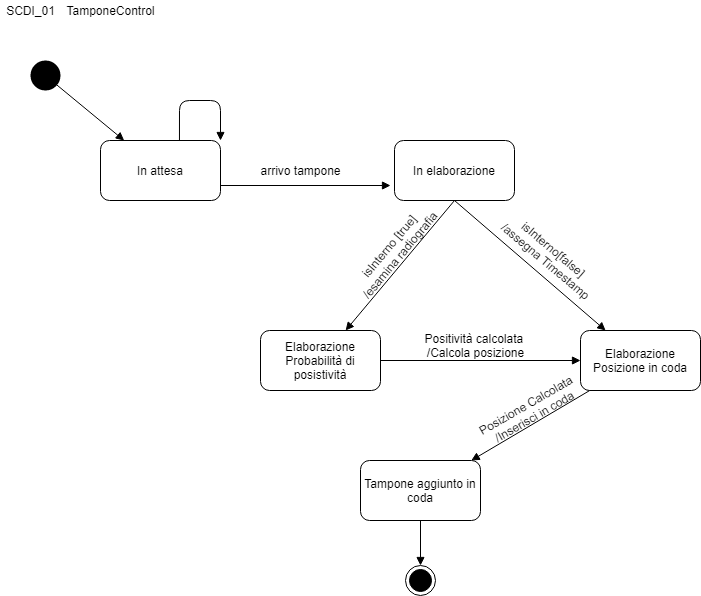 SCDI_01 TamponeControl
In attesa
arrivo tampone
In elaborazione
isInterno [true]
/esamina radiografia
isInterno[false]
/assegna Timestamp
Elaborazione
Probabilità di
posistività
Positività calcolata
/Calcola posizione
Elaborazione
Posizione in coda
Posizione Calcolata
/Inserisci in coda
Tampone aggiunto in
coda